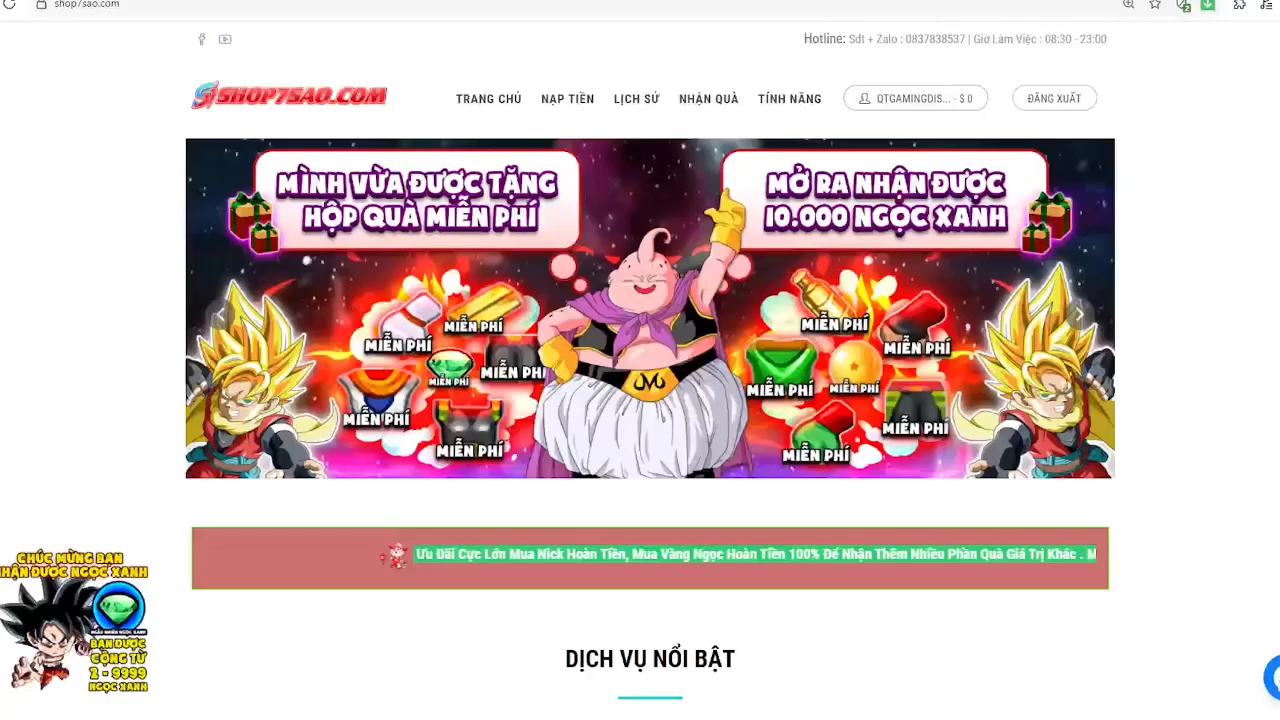 shop7sao.com
Hotline: Sdt + Zalo : 0837838537 | Giờ Làm Việc : 08:30 - 23:00
SHOP7SAO.COM
TRANG CHỦ
NẠP TIỀN
LỊCH SỬ
NHẬN QUÀ
TÍNH NĂNG
QTGAMINGDIS... - $ 0
ĐĂNG XUẤT
MÌNH VỪA ĐƯỢC TẶNG
HỘP QUÀ MIỄN PHÍ
MỞ RA NHẬN ĐƯỢC
10.000 NGỌC XANH
MIỄN PHÍ
MIỄN PHÍ
MIỄN PHÍ
MIỄN PHÍ
MIỄN PHÍ
MIỄN PHÍ
MIỄN PHÍ
MIỄN PHÍ
MIỄN PHÍ
MIỄN PHÍ
MIỄN PHÍ
MIỄN PHÍ
Ưu Đãi Cực Lớn Mua Nick Hoàn Tiền, Mua Vàng Ngọc Hoàn Tiền 100% Để Nhận Thêm Nhiều Phần Quà Giá Trị Khác . M
CHÚC MỪNG BẠN
NHẬN ĐƯỢC NGỌC XANH
NGẪU NHIÊN NGỌC XANH
BẠN ĐƯỢC
CỘNG TỪ
2 - 9999
NGỌC XANH
DỊCH VỤ NỔI BẬT